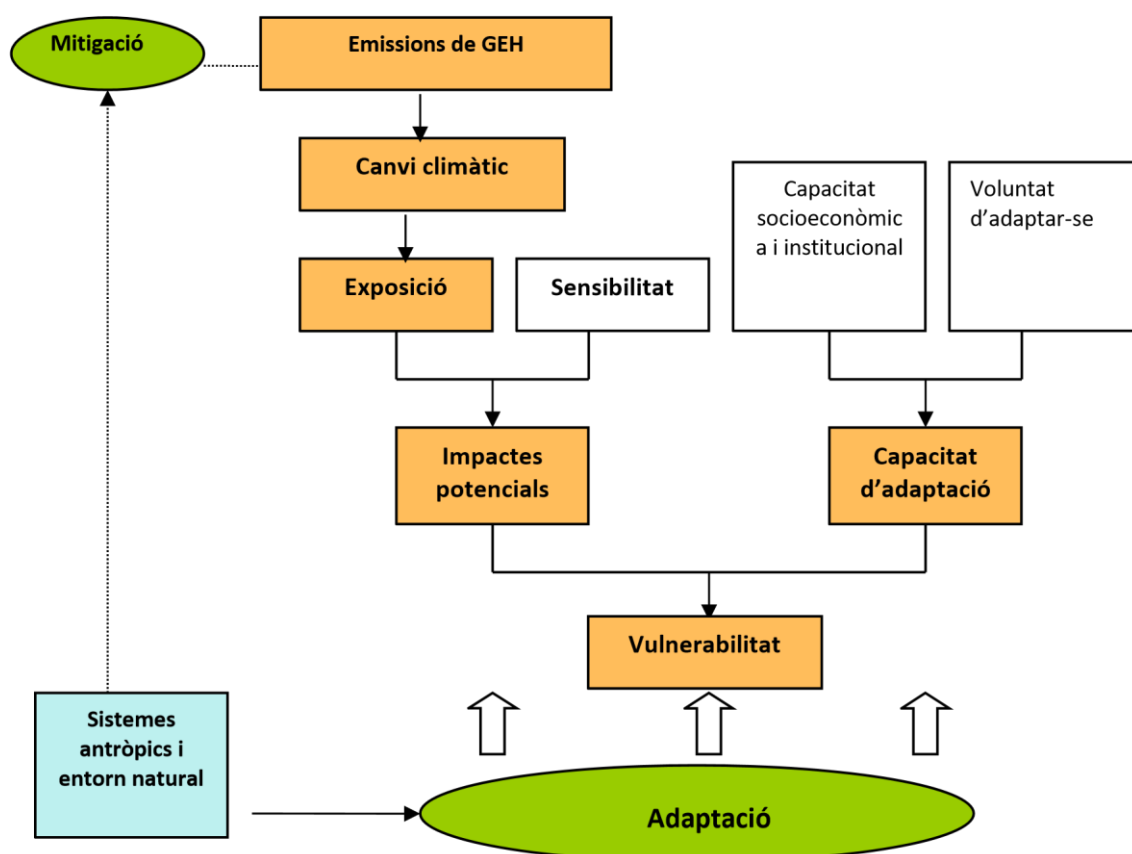 Mitigació
Emissions de GEH
Canvi climàtic
Capacitat
socioeconòmic
a i institucional
Voluntat
d’adaptar-se
Exposició
Sensibilitat
Impactes
potencials
Capacitat
d’adaptació
Vulnerabilitat
Sistemes
antròpics i
entorn natural
Adaptació